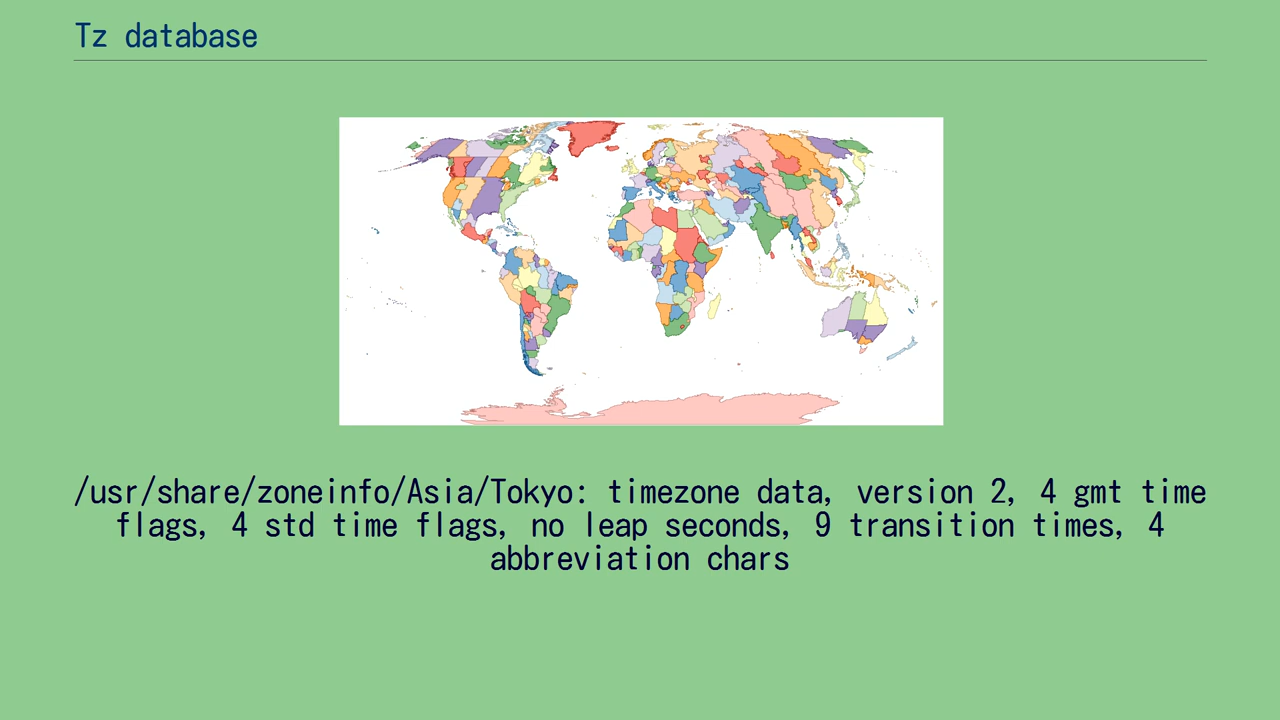 Tz database
/usr/share/zoneinfo/Asia/Tokyo: timezone data, version 2, 4 gmt time
flags, 4 std time flags, no leap seconds, 9 transition times, 4
abbreviation chars